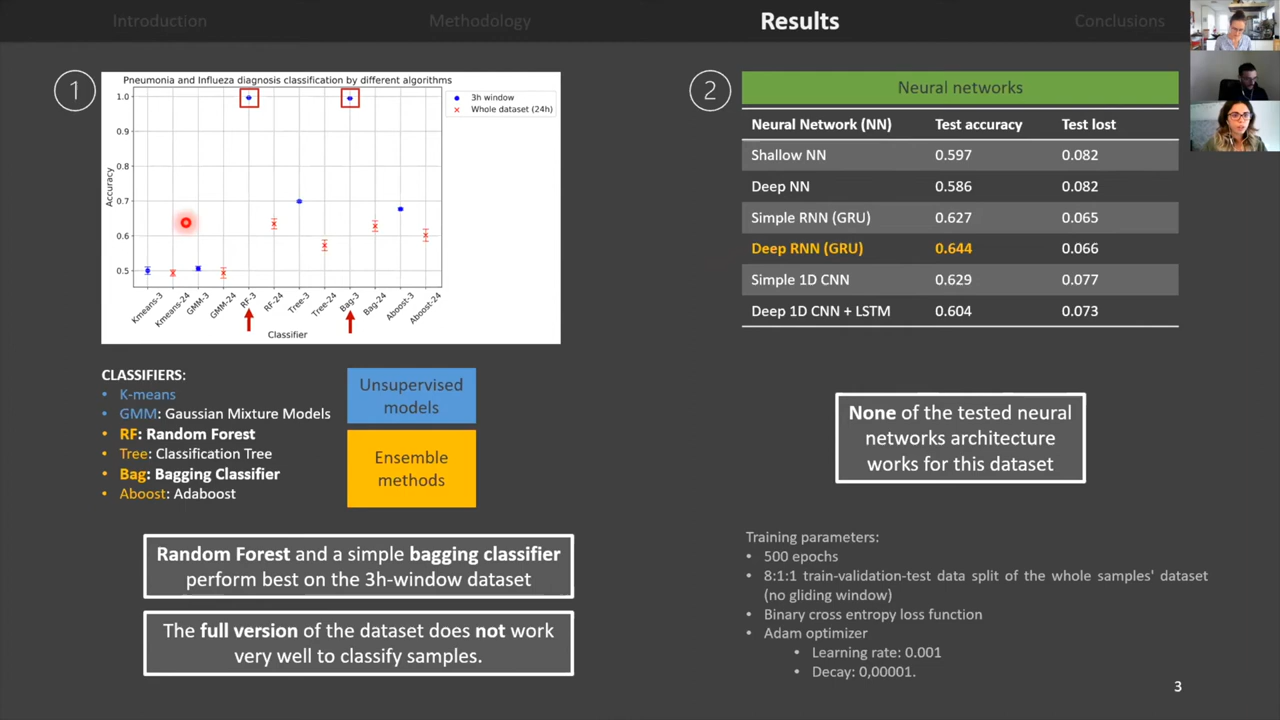 Introduction
Methodology
Results
Conclusions
1
Pneumonia and Influeza diagnosis classification by different algorithms
1.0
0.9
0.8
0.7
0.6
0.5
Accuracy
3h window
Whole dataset (24h)
Kmeans-3
Kmeans-24
GMM-3
GMM-24
RF-3
RF-24
Tree-3
Tree-24
Bag-3
Bag-24
Aboost-3
Aboost-24
Classifier
CLASSIFIERS:
• K-means
• GMM: Gaussian Mixture Models
• RF: Random Forest
• Tree: Classification Tree
• Bag: Bagging Classifier
• Aboost: Adaboost
Unsupervised
models
Ensemble
methods
Random Forest and a simple bagging classifier
perform best on the 3h-window dataset
The full version of the dataset does not work
very well to classify samples.
2
Neural networks
Neural Network (NN) Test accuracy Test lost
Shallow NN 0.597 0.082
Deep NN 0.586 0.082
Simple RNN (GRU) 0.627 0.065
Deep RNN (GRU) 0.644 0.066
Simple 1D CNN 0.629 0.077
Deep 1D CNN + LSTM 0.604 0.073
None of the tested neural
networks architecture
works for this dataset
Training parameters:
• 500 epochs
• 8:1:1 train-validation-test data split of the whole samples' dataset
(no gliding window)
• Binary cross entropy loss function
• Adam optimizer
• Learning rate: 0.001
• Decay: 0,00001.
3